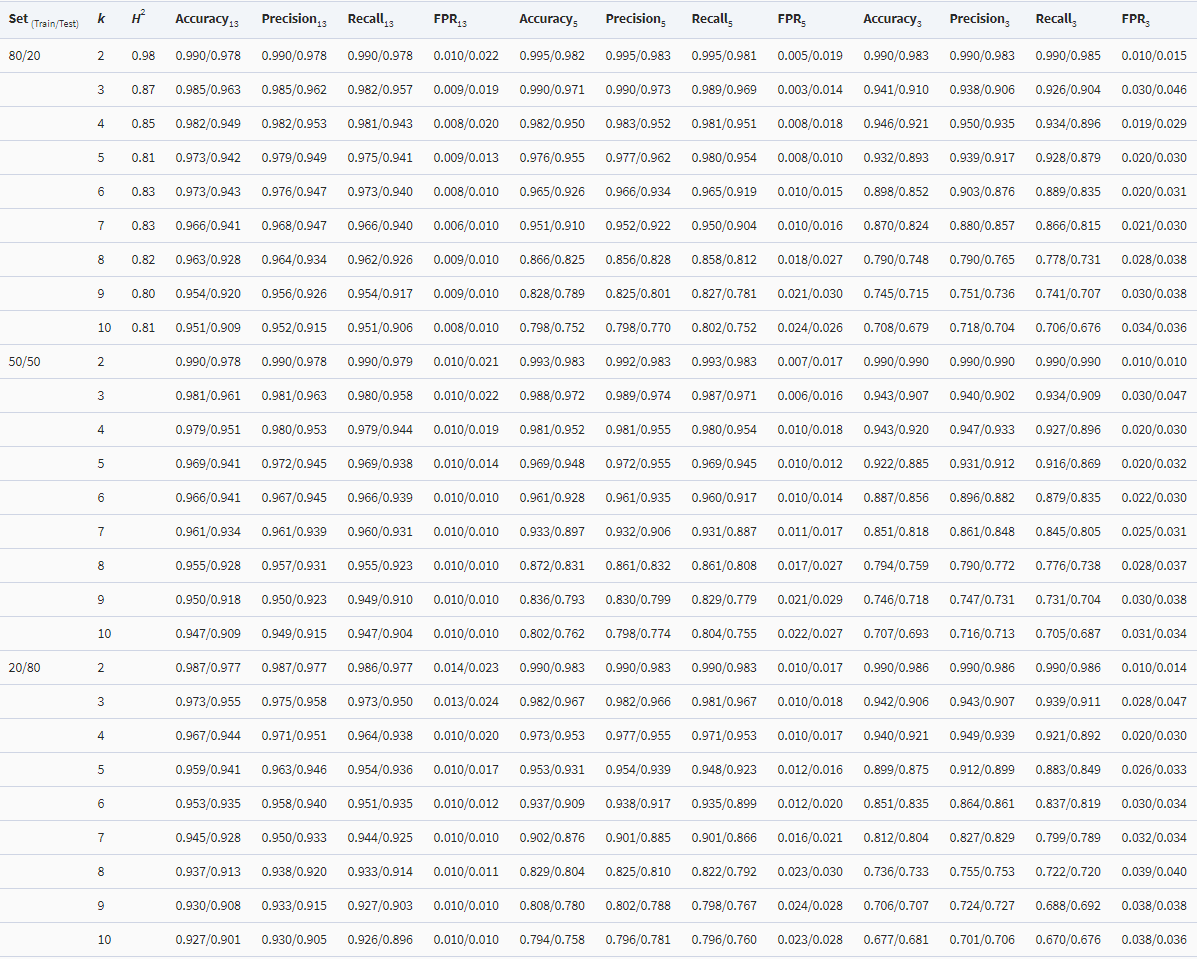 Set (Train/Test) k H2 Accuracy13 Precision13 Recall13 FPR13 Accuracy5 Precision5 Recall5 FPR5 Accuracy3 Precision3 Recall3 FPR3
80/20 2 0.98 0.990/0.978 0.990/0.978 0.990/0.978 0.010/0.022 0.995/0.982 0.995/0.983 0.995/0.981 0.005/0.019 0.990/0.983 0.990/0.983 0.990/0.985 0.010/0.015
3 0.87 0.985/0.963 0.985/0.962 0.982/0.957 0.009/0.019 0.990/0.971 0.990/0.973 0.989/0.969 0.003/0.014 0.941/0.910 0.938/0.906 0.926/0.904 0.030/0.046
4 0.85 0.982/0.949 0.982/0.953 0.981/0.943 0.008/0.020 0.982/0.950 0.983/0.952 0.981/0.951 0.008/0.018 0.946/0.921 0.950/0.935 0.934/0.896 0.019/0.029
5 0.81 0.973/0.942 0.979/0.949 0.975/0.941 0.009/0.013 0.976/0.955 0.977/0.962 0.980/0.954 0.008/0.010 0.932/0.893 0.939/0.917 0.928/0.879 0.020/0.030
6 0.83 0.973/0.943 0.976/0.947 0.973/0.940 0.008/0.010 0.965/0.926 0.966/0.934 0.965/0.919 0.010/0.015 0.898/0.852 0.903/0.876 0.889/0.835 0.020/0.031
7 0.83 0.966/0.941 0.968/0.947 0.966/0.940 0.006/0.010 0.951/0.910 0.952/0.922 0.950/0.904 0.010/0.016 0.870/0.824 0.880/0.857 0.866/0.815 0.021/0.030
8 0.82 0.963/0.928 0.964/0.934 0.962/0.926 0.009/0.010 0.866/0.825 0.856/0.828 0.858/0.812 0.018/0.027 0.790/0.748 0.790/0.765 0.778/0.731 0.028/0.038
9 0.80 0.954/0.920 0.956/0.926 0.954/0.917 0.009/0.010 0.828/0.789 0.825/0.801 0.827/0.781 0.021/0.030 0.745/0.715 0.751/0.736 0.741/0.707 0.030/0.038
10 0.81 0.951/0.909 0.952/0.915 0.951/0.906 0.008/0.010 0.798/0.752 0.798/0.770 0.802/0.752 0.024/0.026 0.708/0.679 0.718/0.704 0.706/0.676 0.034/0.036
50/50 2 0.990/0.978 0.990/0.978 0.990/0.979 0.010/0.021 0.993/0.983 0.992/0.983 0.993/0.983 0.007/0.017 0.990/0.990 0.990/0.990 0.990/0.990 0.010/0.010
3 0.981/0.961 0.981/0.963 0.980/0.958 0.010/0.022 0.988/0.972 0.989/0.974 0.987/0.971 0.006/0.016 0.943/0.907 0.940/0.902 0.934/0.909 0.030/0.047
4 0.979/0.951 0.980/0.953 0.979/0.944 0.010/0.019 0.981/0.952 0.981/0.955 0.980/0.954 0.010/0.018 0.943/0.920 0.947/0.933 0.927/0.896 0.020/0.030
5 0.969/0.941 0.972/0.945 0.969/0.938 0.010/0.014 0.969/0.948 0.972/0.955 0.969/0.945 0.010/0.012 0.922/0.885 0.931/0.912 0.916/0.869 0.020/0.032
6 0.966/0.941 0.967/0.945 0.966/0.939 0.010/0.010 0.961/0.928 0.961/0.935 0.960/0.917 0.010/0.014 0.887/0.856 0.896/0.882 0.879/0.835 0.022/0.030
7 0.961/0.934 0.961/0.939 0.960/0.931 0.010/0.010 0.933/0.897 0.932/0.906 0.931/0.887 0.011/0.017 0.851/0.818 0.861/0.848 0.845/0.805 0.025/0.031
8 0.955/0.928 0.957/0.931 0.955/0.923 0.010/0.010 0.872/0.831 0.861/0.832 0.861/0.808 0.017/0.027 0.794/0.759 0.790/0.772 0.776/0.738 0.028/0.037
9 0.950/0.918 0.950/0.923 0.949/0.910 0.010/0.010 0.836/0.793 0.830/0.799 0.829/0.779 0.021/0.029 0.746/0.718 0.747/0.731 0.731/0.704 0.030/0.038
10 0.947/0.909 0.949/0.915 0.947/0.904 0.010/0.010 0.802/0.762 0.798/0.774 0.804/0.755 0.022/0.027 0.707/0.693 0.716/0.713 0.705/0.687 0.031/0.034
20/80 2 0.987/0.977 0.987/0.977 0.986/0.977 0.014/0.023 0.990/0.983 0.990/0.983 0.990/0.983 0.010/0.017 0.990/0.986 0.990/0.986 0.990/0.986 0.010/0.014
3 0.973/0.955 0.975/0.958 0.973/0.950 0.013/0.024 0.982/0.967 0.982/0.966 0.981/0.967 0.010/0.018 0.942/0.906 0.943/0.907 0.939/0.911 0.028/0.047
4 0.967/0.944 0.971/0.951 0.964/0.938 0.010/0.020 0.973/0.953 0.977/0.955 0.971/0.953 0.010/0.017 0.940/0.921 0.949/0.939 0.921/0.892 0.020/0.030
5 0.959/0.941 0.963/0.946 0.954/0.936 0.010/0.017 0.953/0.931 0.954/0.939 0.948/0.923 0.012/0.016 0.899/0.875 0.912/0.899 0.883/0.849 0.026/0.033
6 0.953/0.935 0.958/0.940 0.951/0.935 0.010/0.012 0.937/0.909 0.938/0.917 0.935/0.899 0.012/0.020 0.851/0.835 0.864/0.861 0.837/0.819 0.030/0.034
7 0.945/0.928 0.950/0.933 0.944/0.925 0.010/0.010 0.902/0.876 0.901/0.885 0.901/0.866 0.016/0.021 0.812/0.804 0.827/0.829 0.799/0.789 0.032/0.034
8 0.937/0.913 0.938/0.920 0.933/0.914 0.010/0.011 0.829/0.804 0.825/0.810 0.822/0.792 0.023/0.030 0.736/0.733 0.755/0.753 0.722/0.720 0.039/0.040
9 0.930/0.908 0.933/0.915 0.927/0.903 0.010/0.010 0.808/0.780 0.802/0.788 0.798/0.767 0.024/0.028 0.706/0.707 0.724/0.727 0.688/0.692 0.038/0.038
10 0.927/0.901 0.930/0.905 0.926/0.896 0.010/0.010 0.794/0.758 0.796/0.781 0.796/0.760 0.023/0.028 0.677/0.681 0.701/0.706 0.670/0.676 0.038/0.036